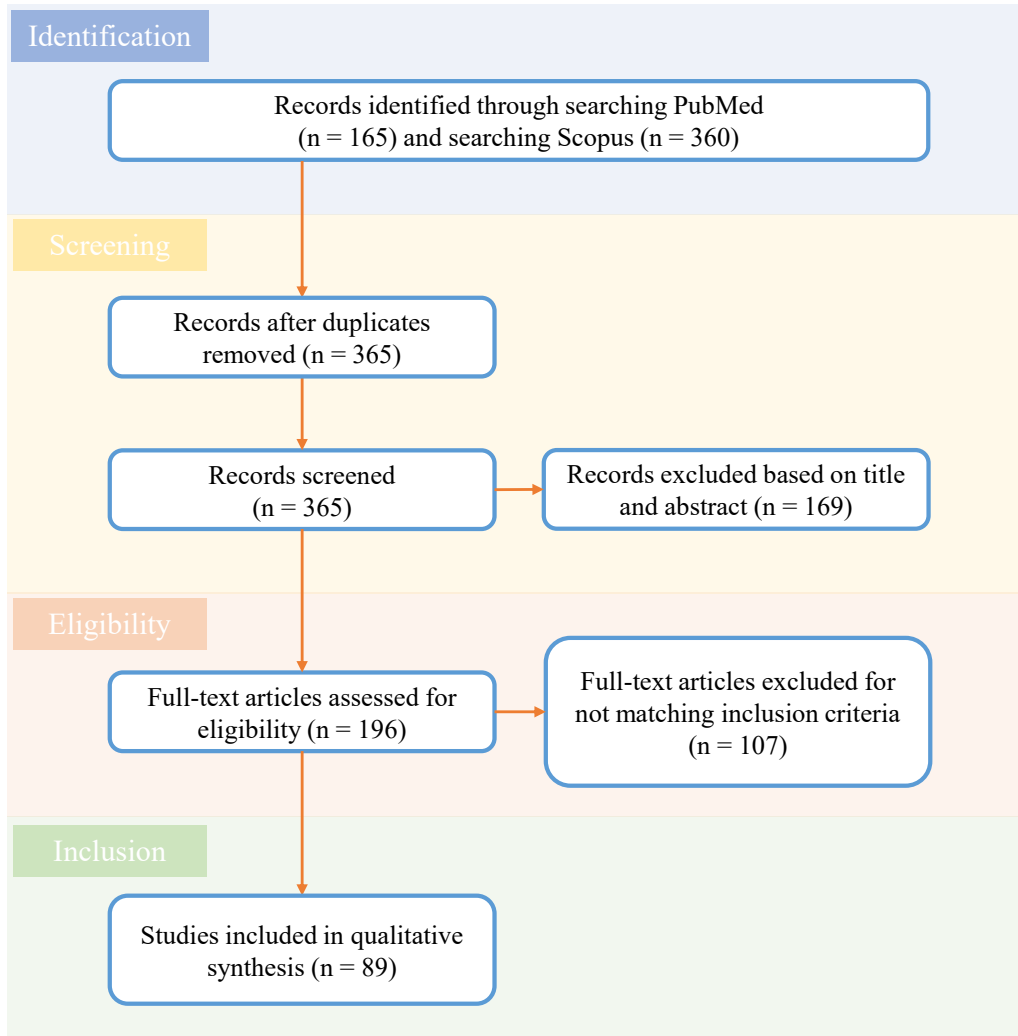 Identification
Records identified through searching PubMed
(n = 165) and searching Scopus (n = 360)
Screening
Records after duplicates
removed (n = 365)
Records screened
(n = 365)
Records excluded based on title
and abstract (n = 169)
Eligibility
Full-text articles assessed for
eligibility (n = 196)
Full-text articles excluded for
not matching inclusion criteria
(n = 107)
Inclusion
Studies included in qualitative
synthesis (n = 89)